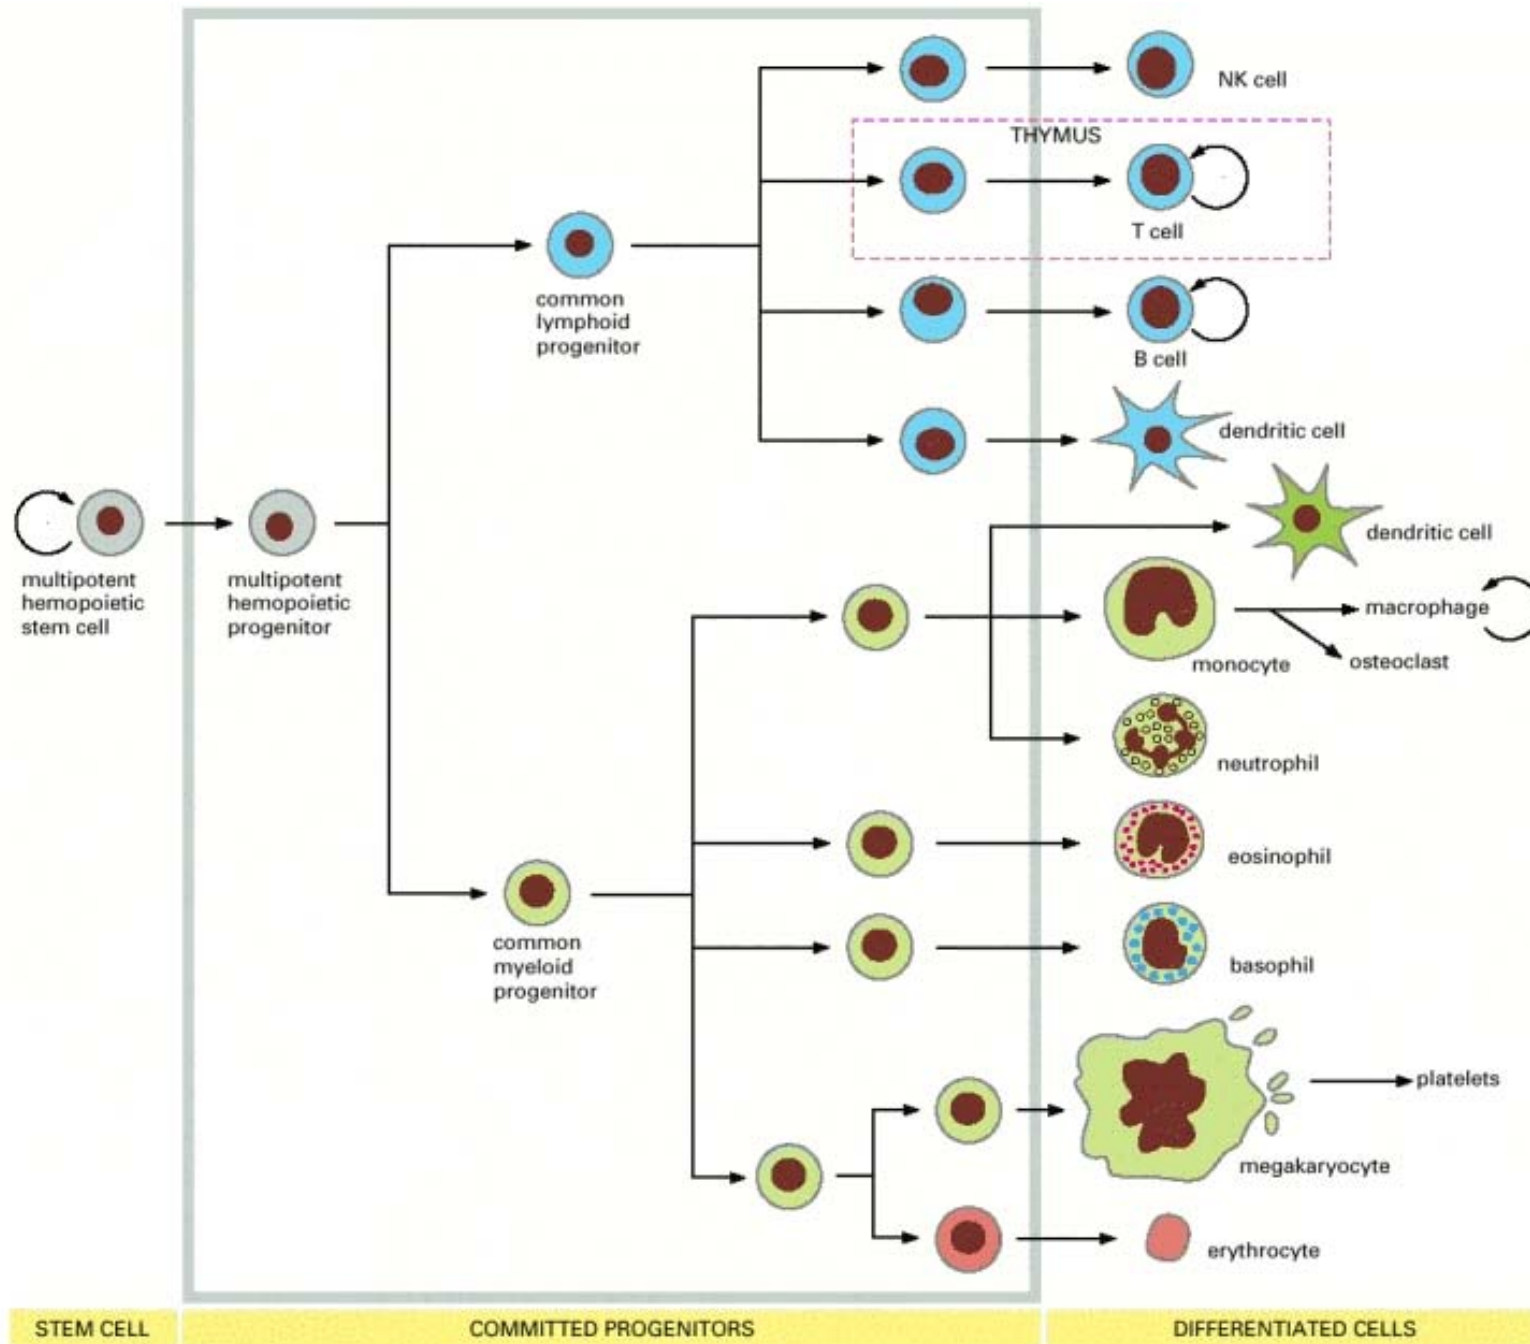 NK cell
THYMUS
T cell
common
lymphoid
progenitor
B cell
dendritic cell
dendritic cell
multipotent
hemopoietic
stem cell
multipotent
hemopoietic
progenitor
macrophage
monocyte
osteoclast
neutrophil
eosinophil
common
myeloid
progenitor
basophil
platelets
megakaryocyte
erythrocyte
STEM CELL
COMMITTED PROGENITORS
DIFFERENTIATED CELLS